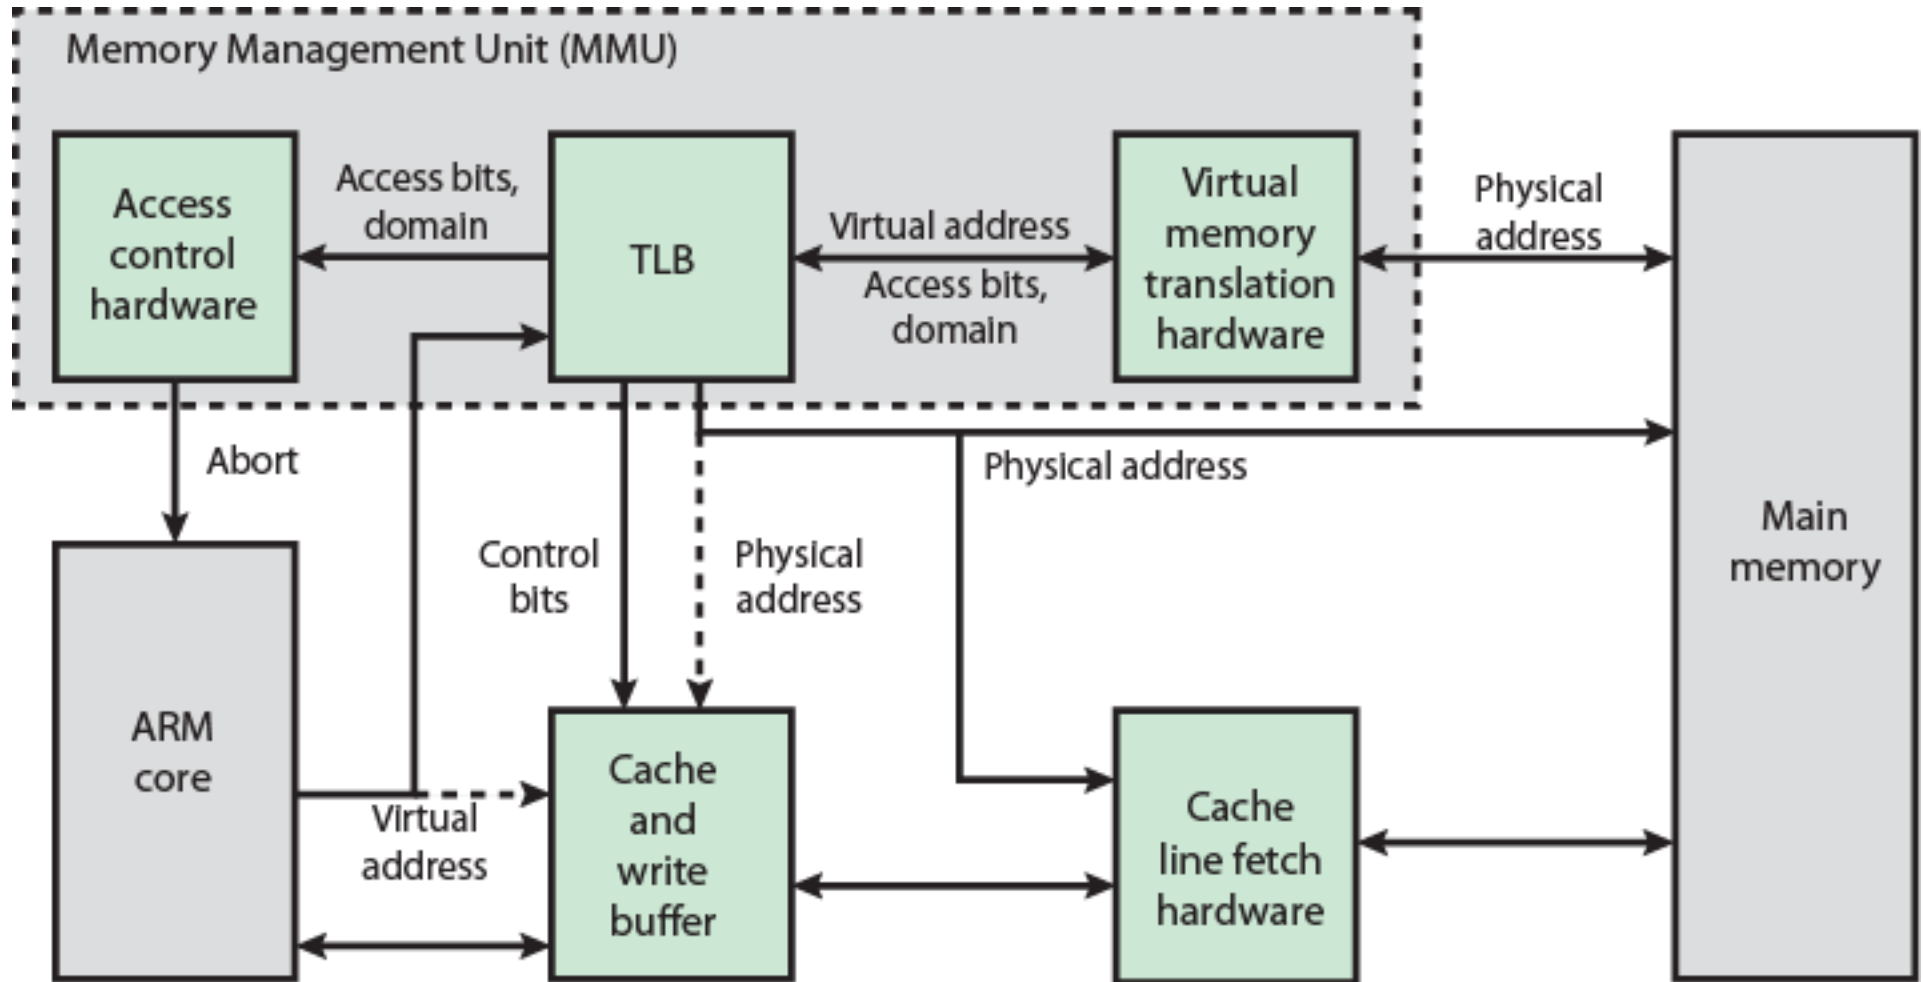 Memory Management Unit (MMU)
Access
control
hardware
Access bits,
domain
TLB
Virtual address
Access bits,
domain
Virtual
memory
translation
hardware
Physical
address
Abort
Physical address
Control
bits
Physical
address
Main
memory
ARM
core
Virtual
address
Cache
and
write
buffer
Cache
line fetch
hardware